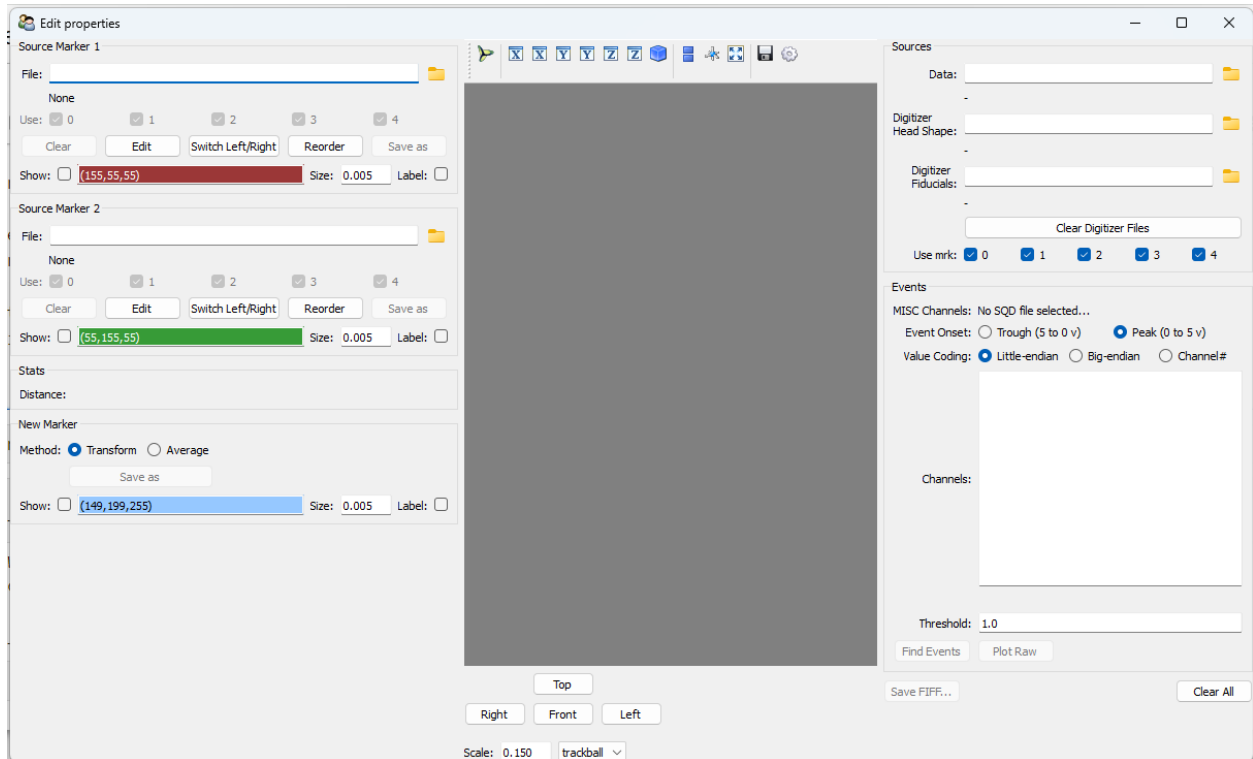 Edit properties
Source Marker 1
File:
None
Use: 0 1 2 3 4
Clear Edit Switch Left/Right Reorder Save as
Show: (155,55,55) Size: 0.005 Label:
Source Marker 2
File:
None
Use: 0 1 2 3 4
Clear Edit Switch Left/Right Reorder Save as
Show: (55,155,55) Size: 0.005 Label:
Stats
Distance:
New Marker
Method: Transform Average
Save as
Show: (149,199,255) Size: 0.005 Label:
X X Y Y Z Z
Top
Right Front Left
Scale: 0.150 trackball
Sources
Data:
-
Digitizer
Head Shape:
-
Digitizer
Fiducials:
-
Clear Digitizer Files
Use mrk: 0 1 2 3 4
Events
MISC Channels: No SQD file selected...
Event Onset: Trough (5 to 0 v) Peak (0 to 5 v)
Value Coding: Little-endian Big-endian Channel#
Channels:
Threshold: 1.0
Find Events Plot Raw
Save FIFF... Clear All